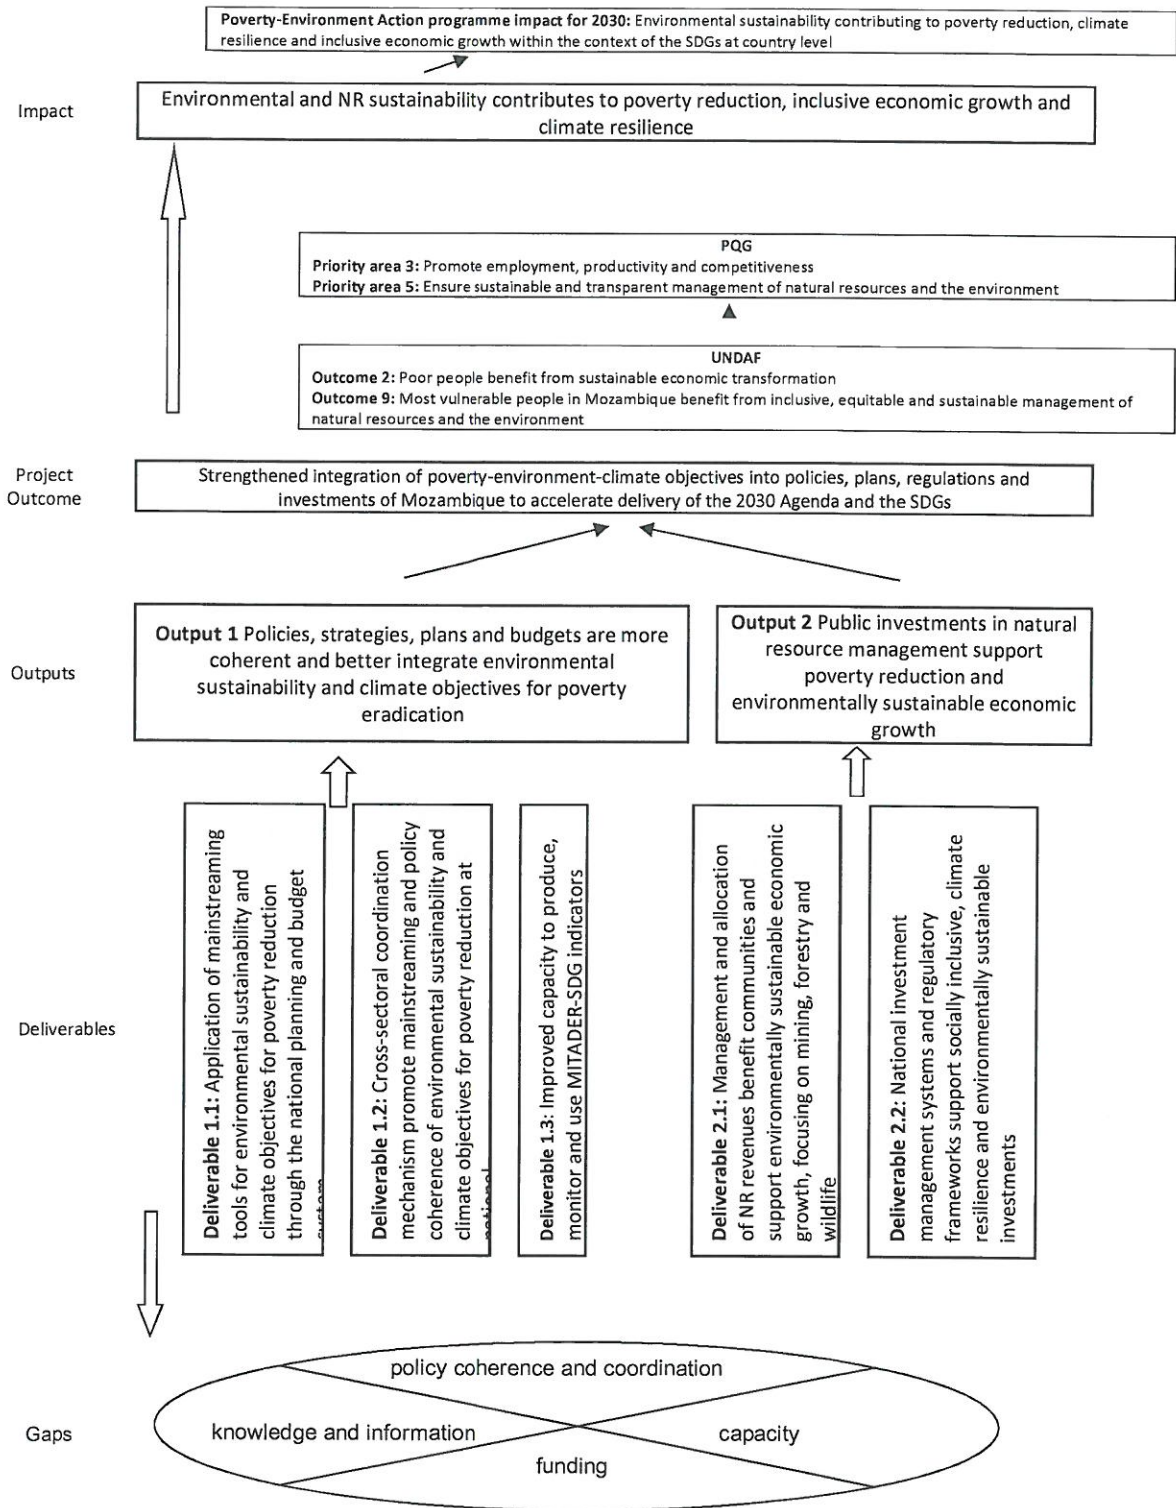 Poverty-Environment Action programme impact for 2030: Environmental sustainability contributing to poverty reduction, climate
resilience and inclusive economic growth within the context of the SDGs at country level
Impact
Environmental and NR sustainability contributes to poverty reduction, inclusive economic growth and
climate resilience
PQG
Priority area 3: Promote employment, productivity and competitiveness
Priority area 5: Ensure sustainable and transparent management of natural resources and the environment
UNDAF
Outcome 2: Poor people benefit from sustainable economic transformation
Outcome 9: Most vulnerable people in Mozambique benefit from inclusive, equitable and sustainable management of
natural resources and the environment
Project
Outcome
Strengthened integration of poverty-environment-climate objectives into policies, plans, regulations and
investments of Mozambique to accelerate delivery of the 2030 Agenda and the SDGs
Outputs
Output 1 Policies, strategies, plans and budgets are more
coherent and better integrate environmental
sustainability and climate objectives for poverty
eradication
Output 2 Public investments in natural
resource management support
poverty reduction and
environmentally sustainable economic
growth
Deliverables
Deliverable 1.1: Application of mainstreaming
tools for environmental sustainability and
climate objectives for poverty reduction
through the national planning and budget
system
Deliverable 1.2: Cross-sectoral coordination
mechanism promote mainstreaming and policy
coherence of environmental sustainability and
climate objectives for poverty reduction at
national
Deliverable 1.3: Improved capacity to produce,
monitor and use MITADER-SDG indicators
Deliverable 2.1: Management and allocation
of NR revenues benefit communities and
support environmentally sustainable economic
growth, focusing on mining, forestry and
wildlife
Deliverable 2.2: National investment
management systems and regulatory
frameworks support socially inclusive, climate
resilience and environmentally sustainable
investments
Gaps
policy coherence and coordination
knowledge and information
capacity
funding